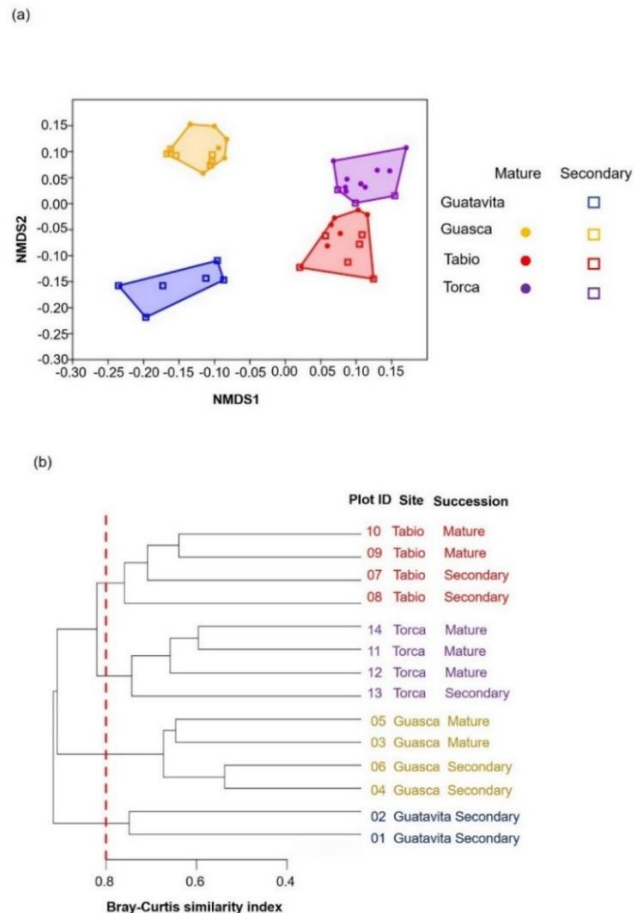 (a)
Mature Secondary
Guatavita
Guasca
Tabio
Torca
NMDS2
0.15
0.10
0.05
0.00
-0.05
-0.10
-0.15
-0.20
-0.25
-0.30
-0.30 -0.25 -0.20 -0.15 -0.10 -0.05 0.00 0.05 0.10 0.15
NMDS1
(b)
Plot ID Site Succession
10 Tabio Mature
09 Tabio Mature
07 Tabio Secondary
08 Tabio Secondary
14 Torca Mature
11 Torca Mature
12 Torca Mature
13 Torca Secondary
05 Guasca Mature
03 Guasca Mature
06 Guasca Secondary
04 Guasca Secondary
02 Guatavita Secondary
01 Guatavita Secondary
0.8 0.6 0.4
Bray-Curtis similarity index